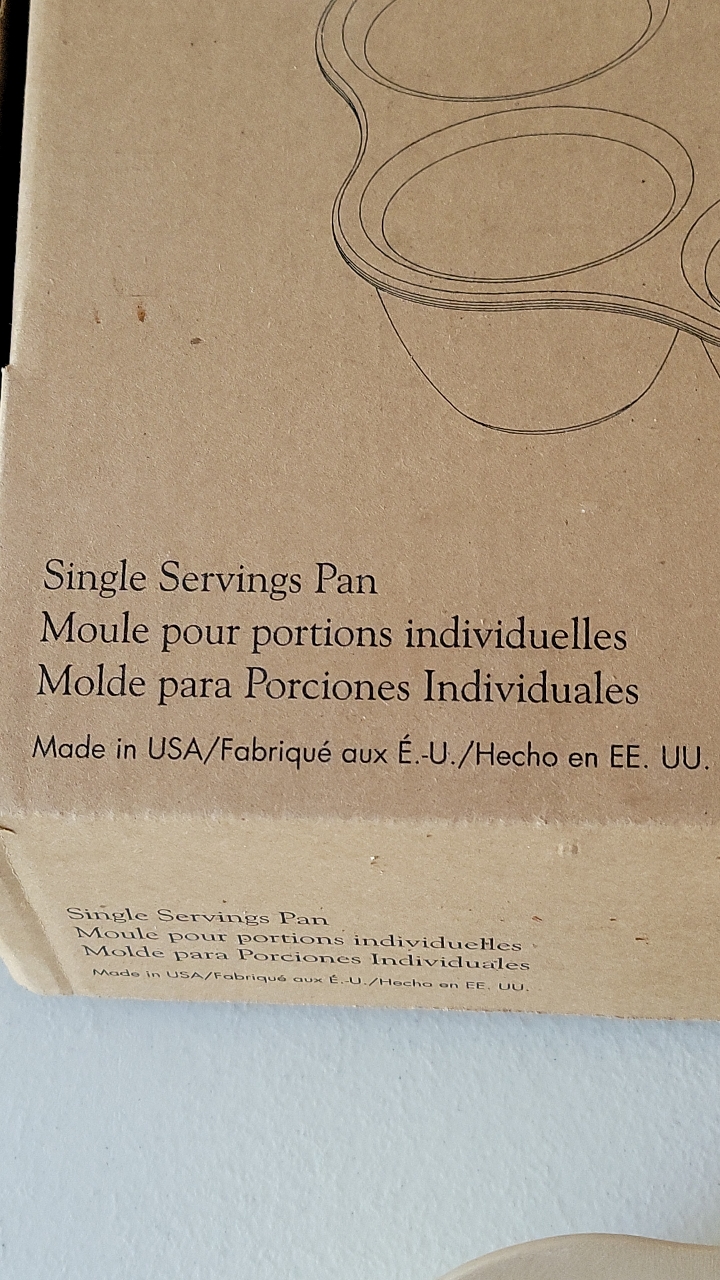 Single Servings Pan
Moule pour portions individuelles
Molde para Porciones Individuales
Made in USA/Fabriqué aux É.-U./Hecho en EE. UU.
Single Servings Pan
Moule pour portions individuelles
Molde para Porciones Individuales
Made in USA/Fabriqué aux É.-U./Hecho en EE. UU.